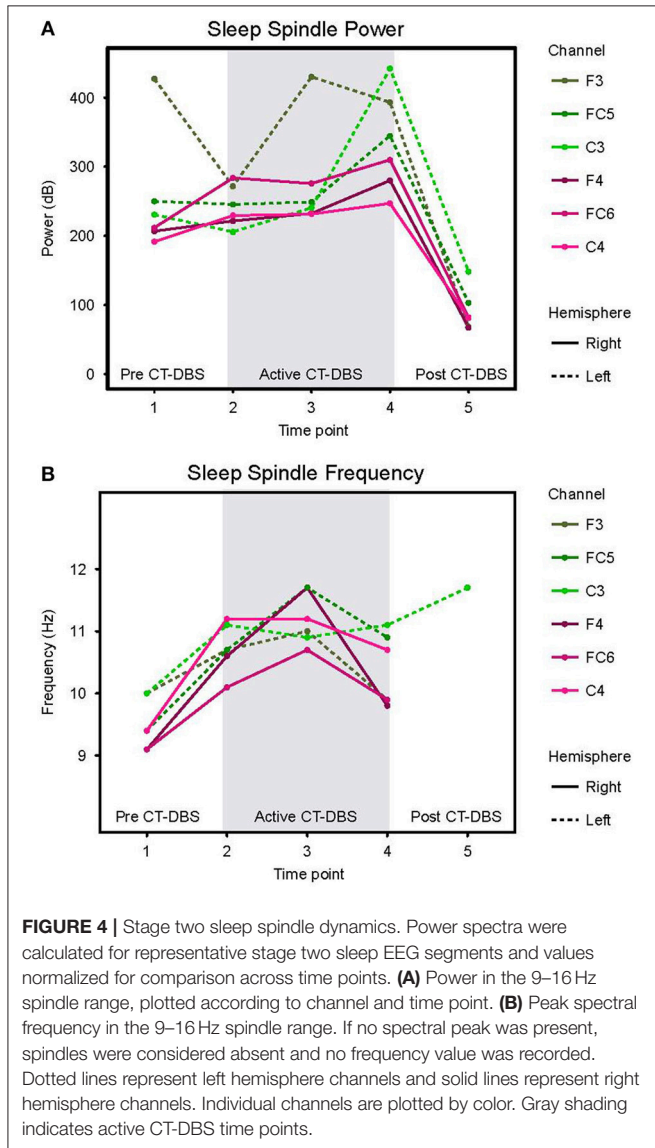 A
Sleep Spindle Power
Power (dB)
400
300
200
100
0
Pre CT-DBS
Active CT-DBS
Post CT-DBS
1
2
3
4
5
Time point
Channel
F3
FC5
C3
F4
FC6
C4
Hemisphere
Right
Left
B
Sleep Spindle Frequency
Frequency (Hz)
12
11
10
9
Pre CT-DBS
Active CT-DBS
Post CT-DBS
1
2
3
4
5
Time point
Channel
F3
FC5
C3
F4
FC6
C4
Hemisphere
Right
Left
FIGURE 4 | Stage two sleep spindle dynamics. Power spectra were
calculated for representative stage two sleep EEG segments and values
normalized for comparison across time points. (A) Power in the 9–16 Hz
spindle range, plotted according to channel and time point. (B) Peak spectral
frequency in the 9–16 Hz spindle range. If no spectral peak was present,
spindles were considered absent and no frequency value was recorded.
Dotted lines represent left hemisphere channels and solid lines represent right
hemisphere channels. Individual channels are plotted by color. Gray shading
indicates active CT-DBS time points.